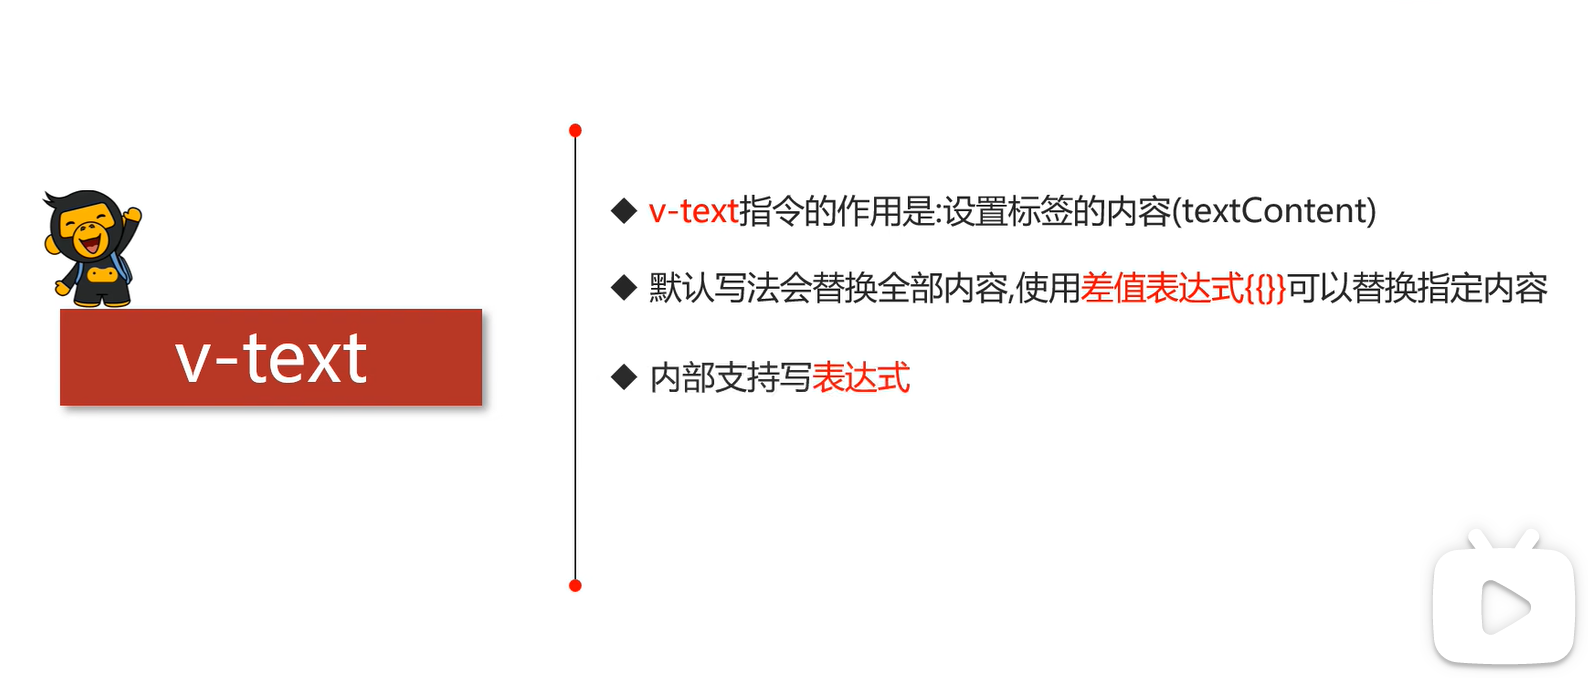 v-text
v-text指令的作用是:设置标签的内容(textContent)
默认写法会替换全部内容,使用差值表达式{{}}可以替换指定内容
内部支持写表达式